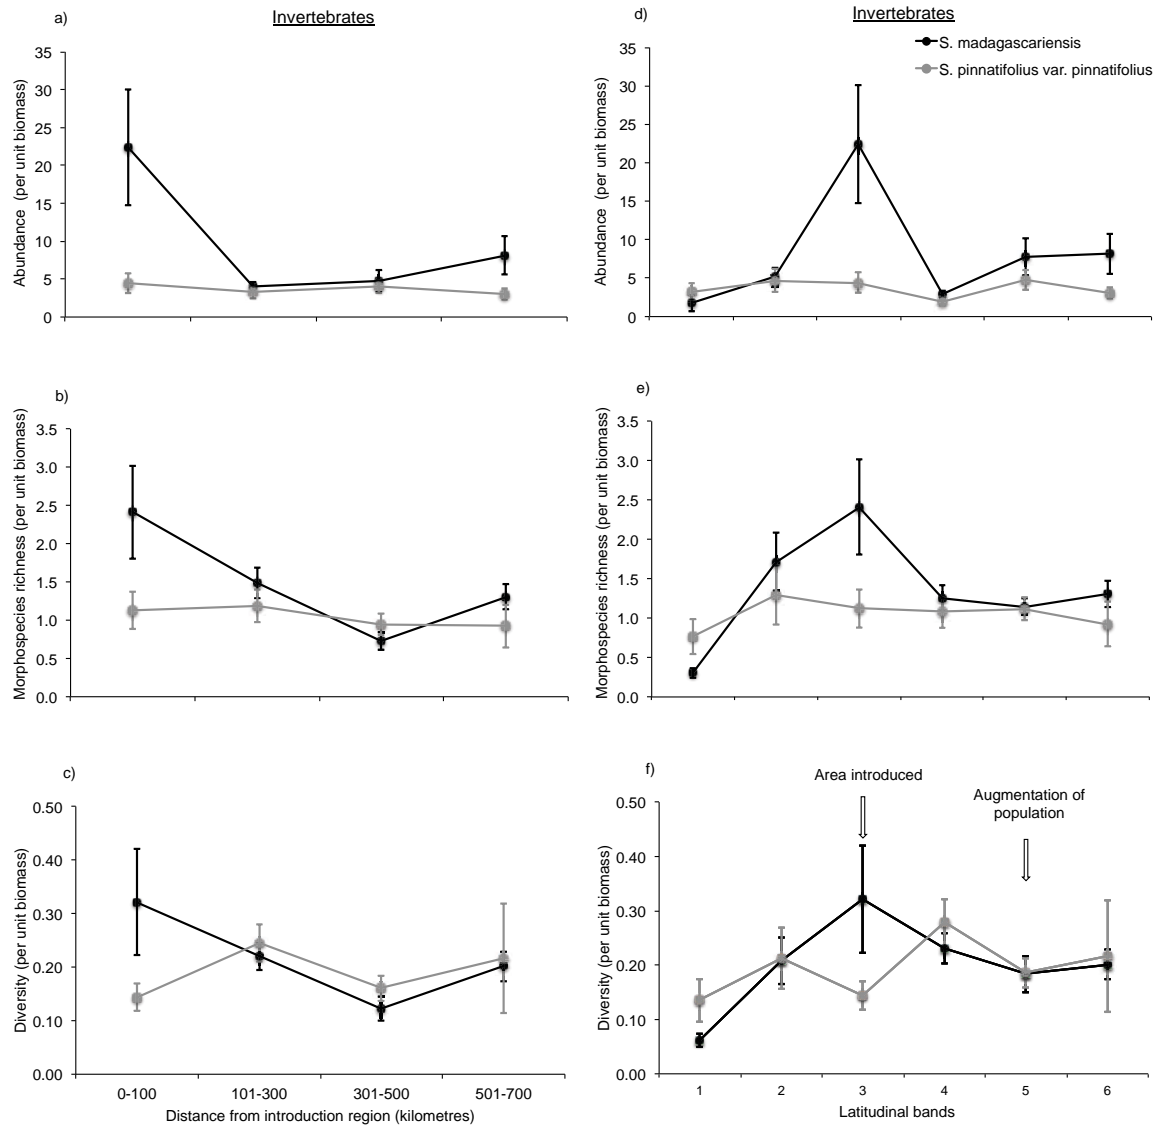 a)
Invertebrates
Abundance (per unit biomass)
35
30
25
20
15
10
5
0
b)
Morphospecies richness (per unit biomass)
3.5
3.0
2.5
2.0
1.5
1.0
0.5
0.0
c)
Diversity (per unit biomass)
0.50
0.40
0.30
0.20
0.10
0.00
0-100 101-300 301-500 501-700
Distance from introduction region (kilometres)
d)
Invertebrates
S. madagascariensis
S. pinnatifolius var. pinnatifolius
Abundance (per unit biomass)
35
30
25
20
15
10
5
0
e)
Morphospecies richness (per unit biomass)
3.5
3.0
2.5
2.0
1.5
1.0
0.5
0.0
f)
Area introduced
Augmentation of
population
Diversity (per unit biomass)
0.50
0.40
0.30
0.20
0.10
0.00
1 2 3 4 5 6
Latitudinal bands